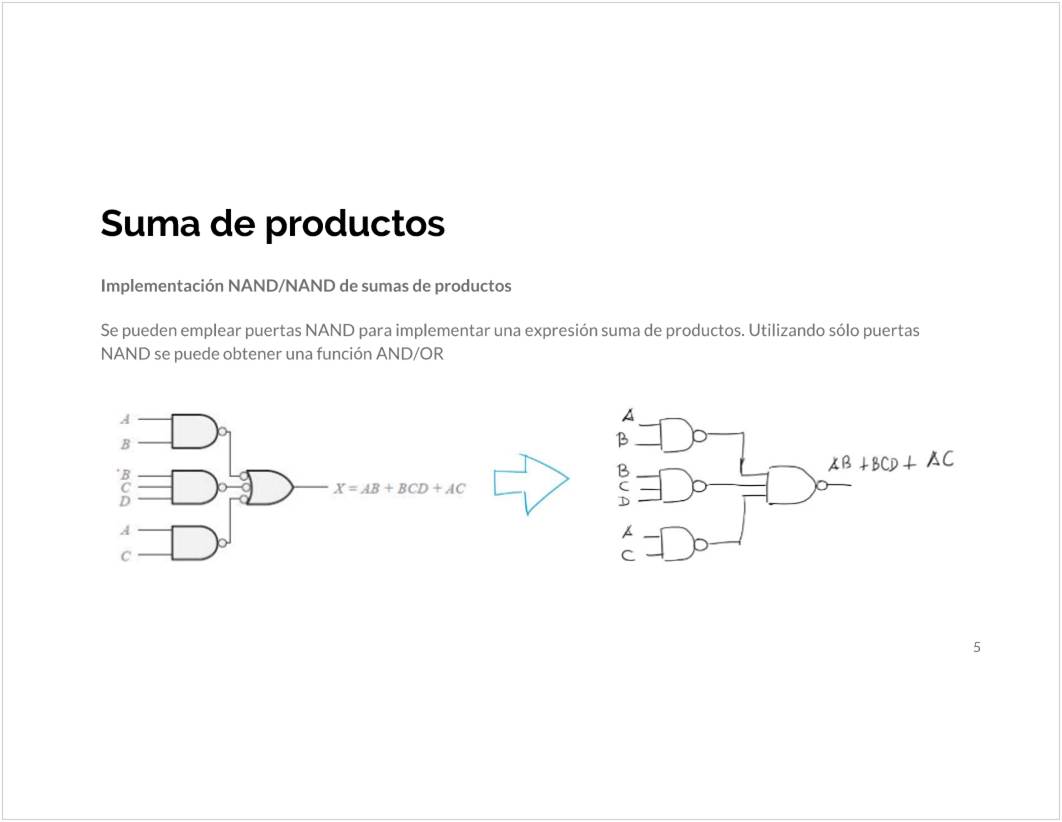 Suma de productos
Implementación NAND/NAND de sumas de productos
Se pueden emplear puertas NAND para implementar una expresión suma de productos. Utilizando sólo puertas
NAND se puede obtener una función AND/OR
A
B
B
C
D
A
C
X = AB + BCD + AC
A
B
B
C
D
A
C
AB + BCD + AC
5